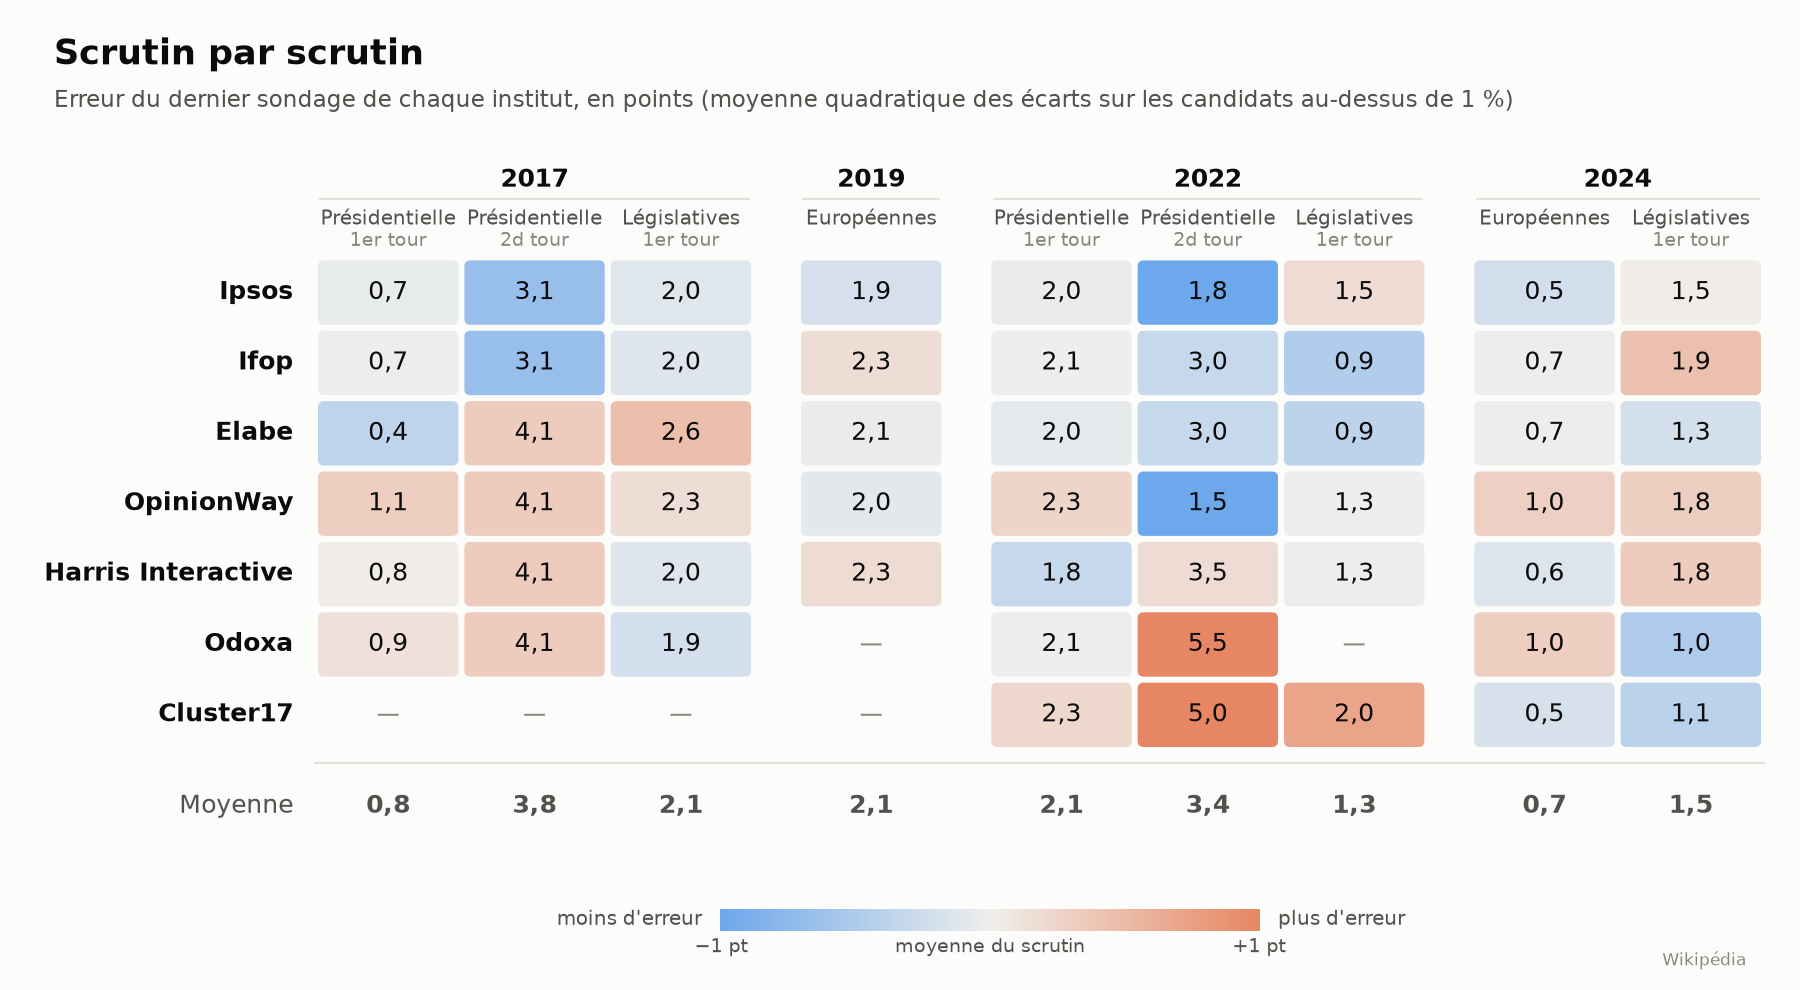 Scrutin par scrutin
Erreur du dernier sondage de chaque institut, en points (moyenne quadratique des écarts sur les candidats au-dessus de 1 %)
2017 2019 2022 2024
Présidentielle Présidentielle Législatives Européennes Présidentielle Présidentielle Législatives Européennes Législatives
1er tour 2d tour 1er tour 1er tour 2d tour 1er tour 1er tour
Ipsos 0,7 3,1 2,0 1,9 2,0 1,8 1,5 0,5 1,5
Ifop 0,7 3,1 2,0 2,3 2,1 3,0 0,9 0,7 1,9
Elabe 0,4 4,1 2,6 2,1 2,0 3,0 0,9 0,7 1,3
OpinionWay 1,1 4,1 2,3 2,0 2,3 1,5 1,3 1,0 1,8
Harris Interactive 0,8 4,1 2,0 2,3 1,8 3,5 1,3 0,6 1,8
Odoxa 0,9 4,1 1,9 — 2,1 5,5 — 1,0 1,0
Cluster17 — — — — 2,3 5,0 2,0 0,5 1,1
Moyenne 0,8 3,8 2,1 2,1 2,1 3,4 1,3 0,7 1,5
moins d'erreur plus d'erreur
−1 pt moyenne du scrutin +1 pt
Wikipédia